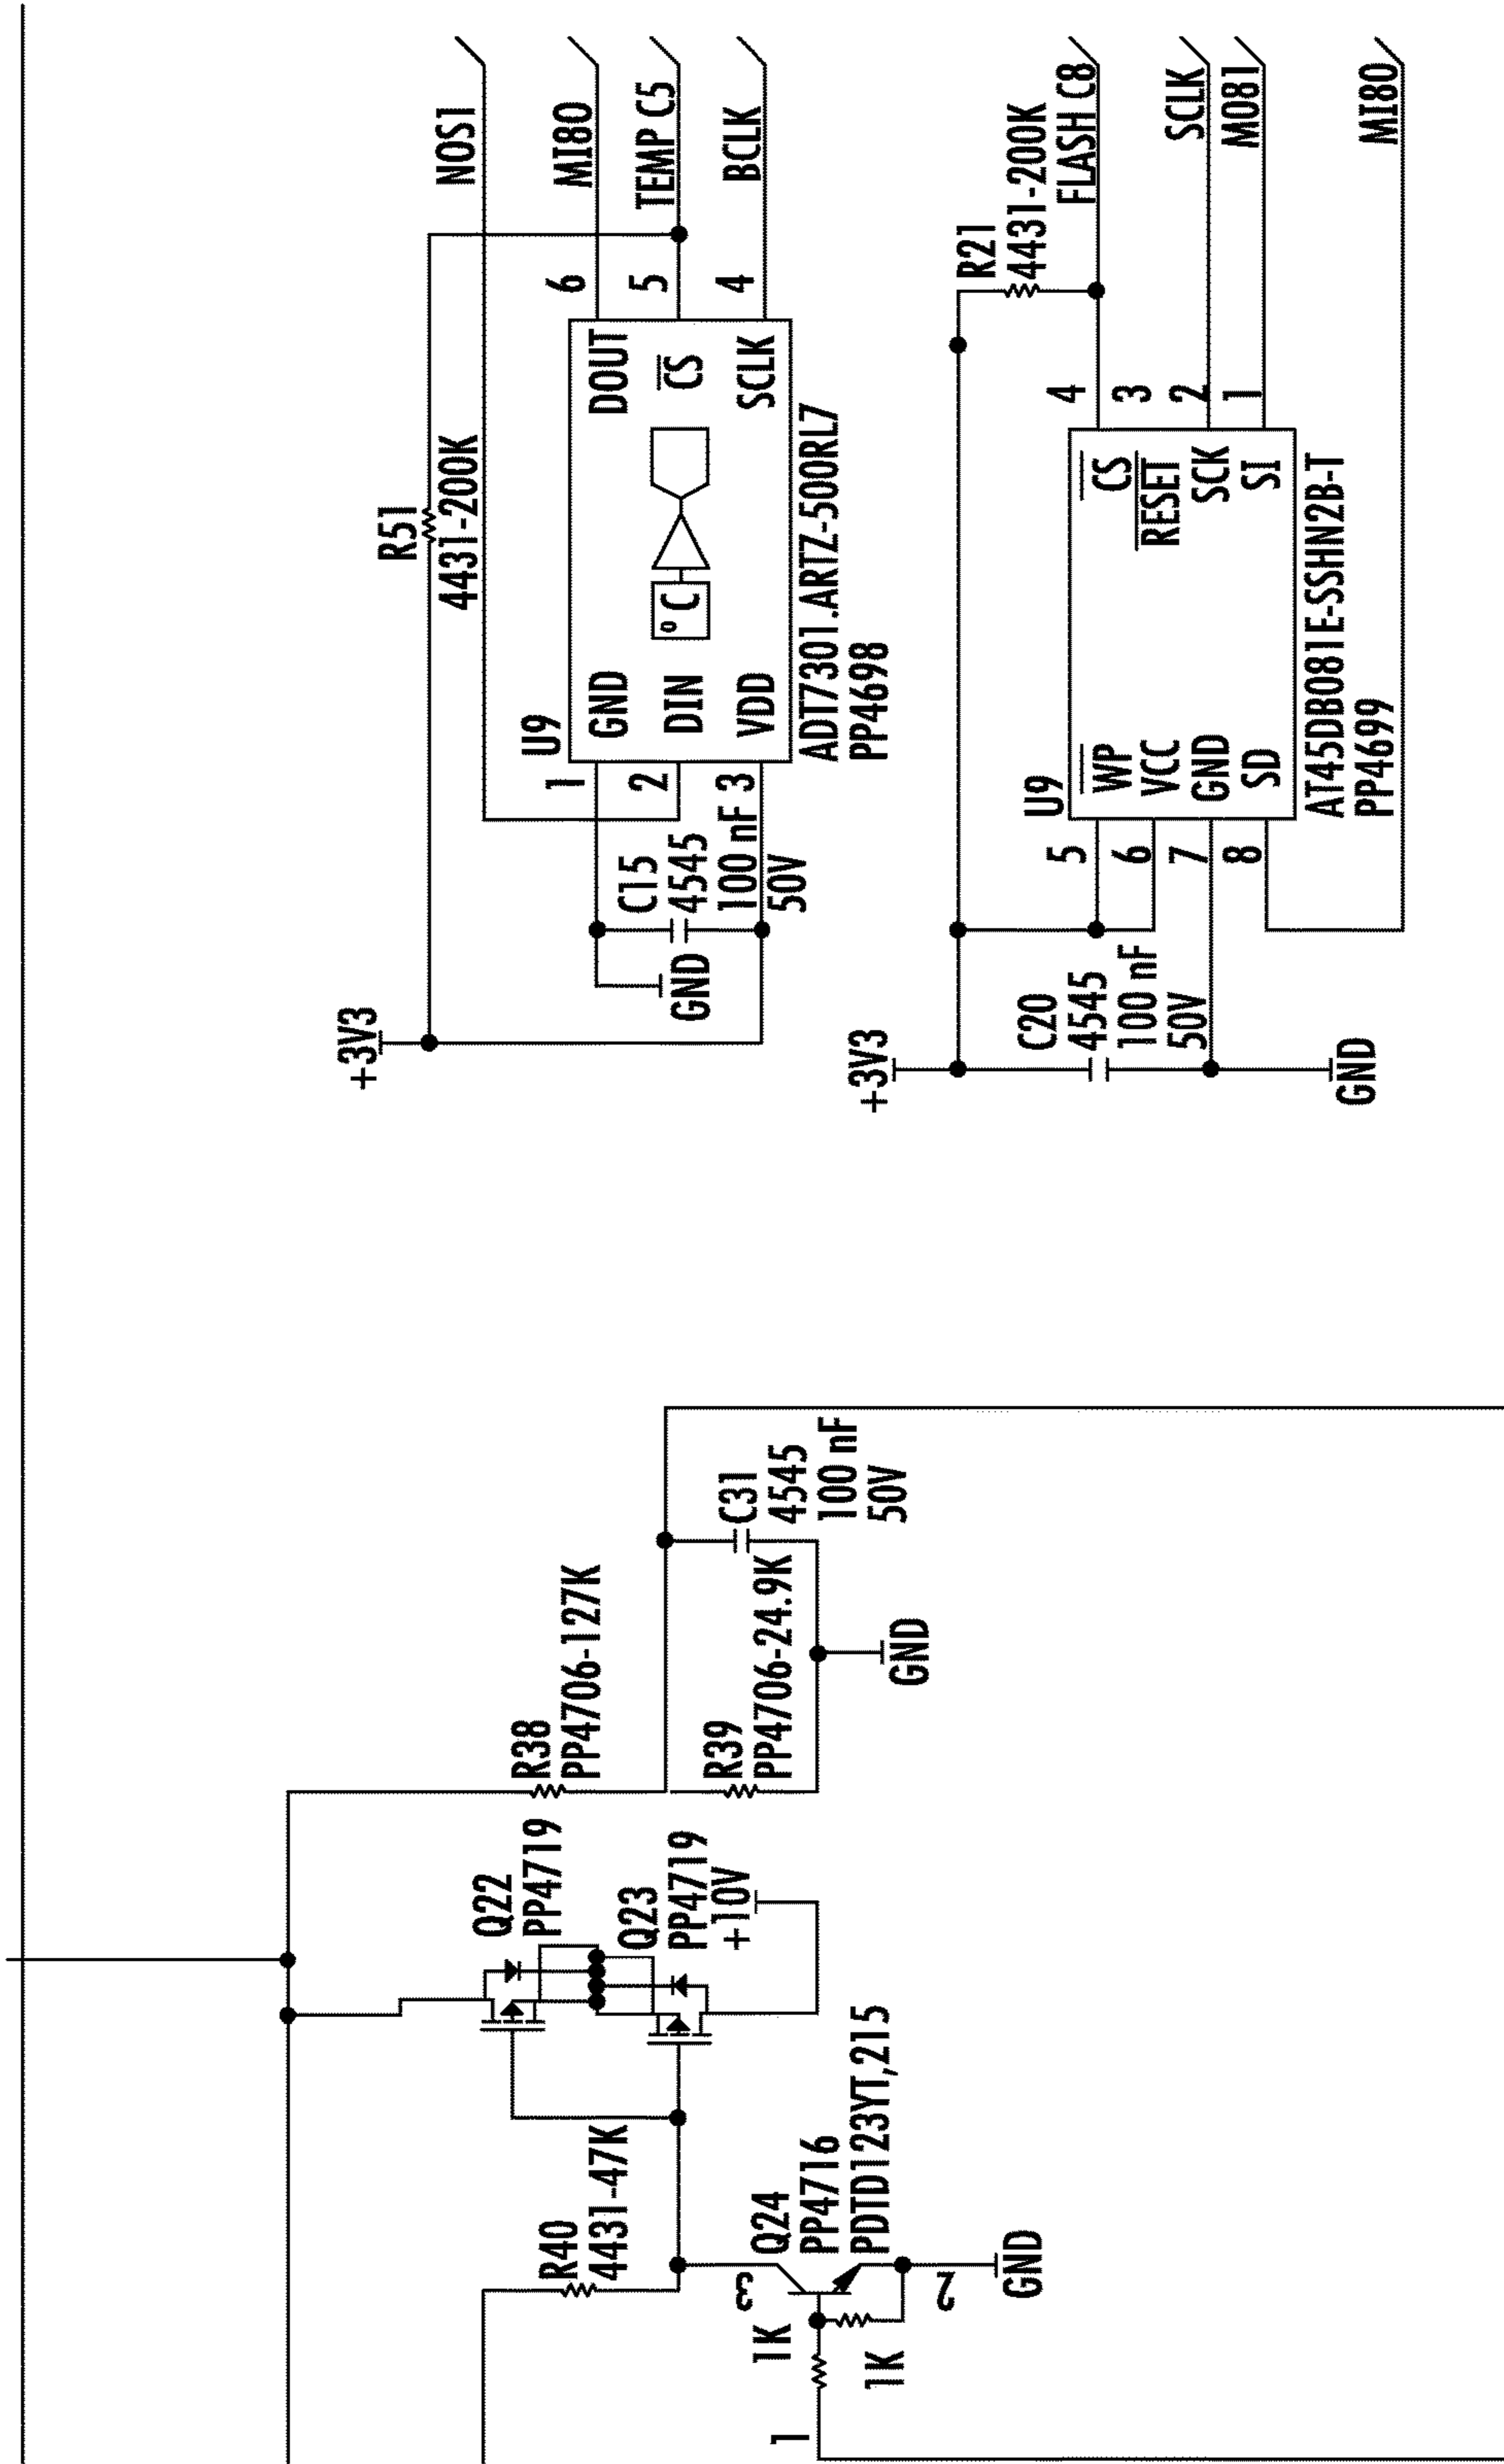 NOS1
MI80
TEMP C5
BCLK
R51
4431-200K
6
5
4
U9
GND
DIN
VDD
DOUT
CS
SCLK
° C
1
2
3
ADT7301.ARTZ-500RL7
PP4698
C15
4545
100 nF
50V
GND
+3V3
R21
4431-200K
FLASH C8
SCLK
M081
MI80
4
3
2
1
U9
WP
VCC
GND
SD
CS
RESET
SCK
SI
5
6
7
8
AT45DB081E-SSHN2B-T
PP4699
C20
4545
100 nF
50V
+3V3
GND
C31
4545
100 nF
50V
R38
PP4706-127K
R39
PP4706-24.9K
GND
Q22
PP4719
Q23
PP4719
+10V
R40
4431-47K
Q24
PP4716
PDTD123YT,215
3
2
GND
1K
1K
1